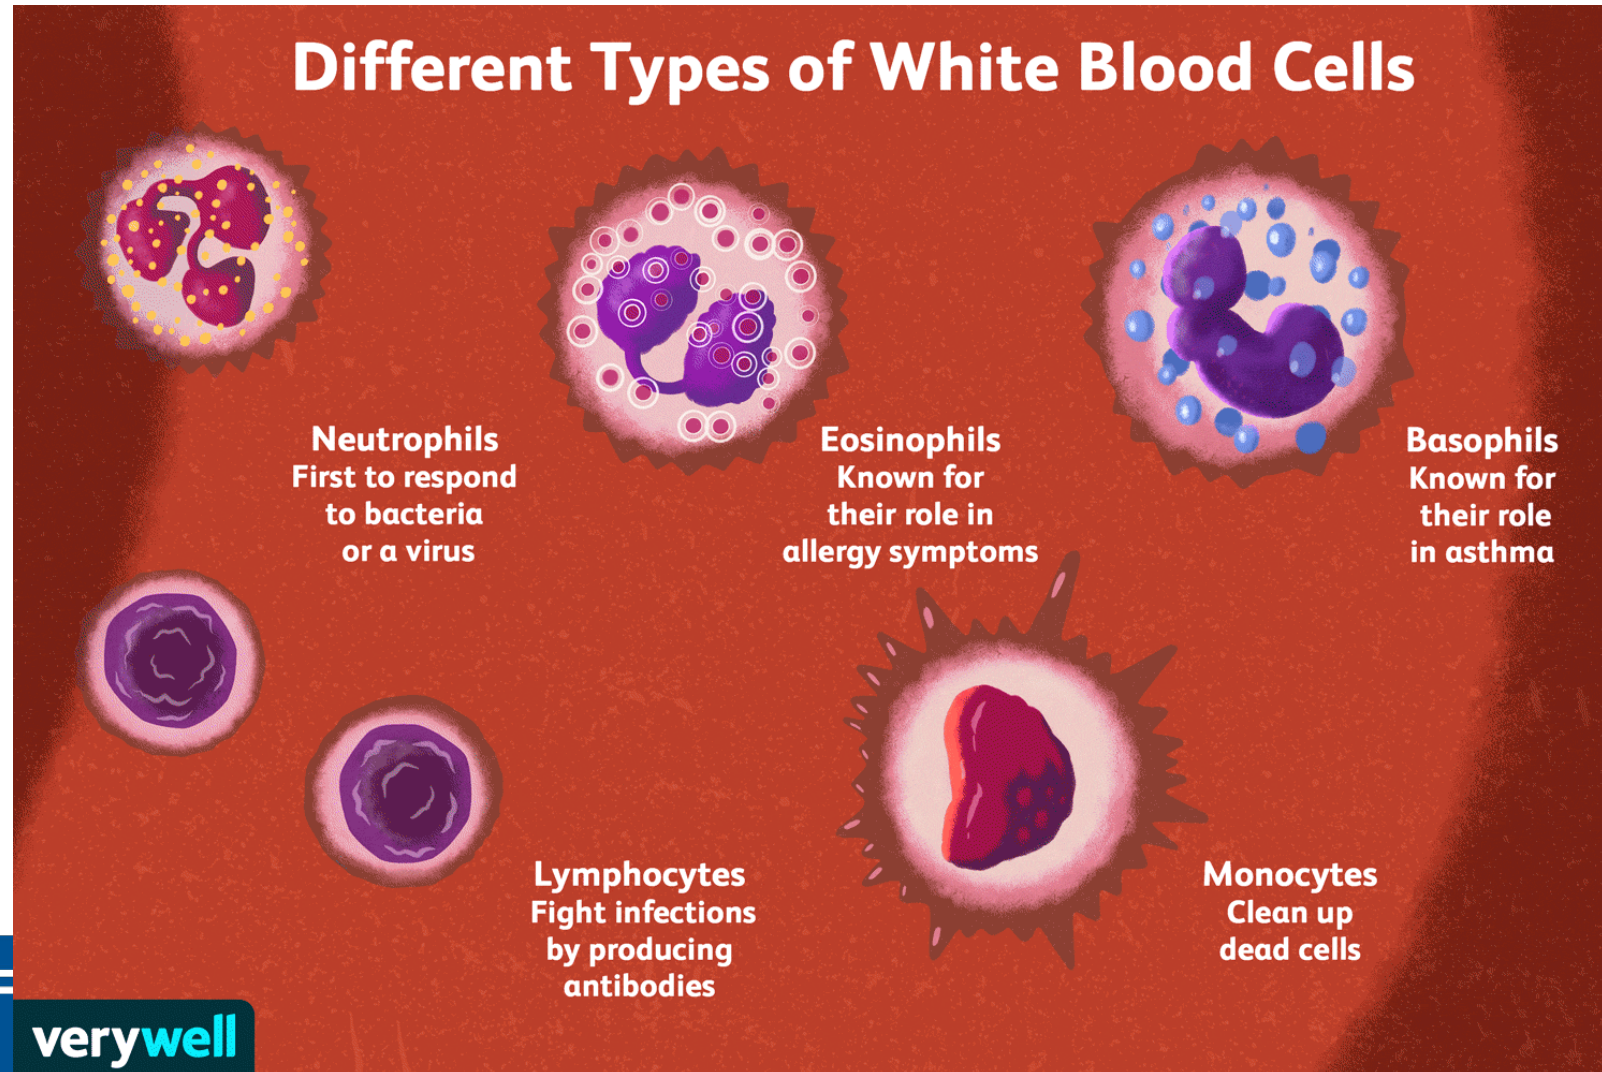 Different Types of White Blood Cells
Neutrophils
First to respond
to bacteria
or a virus
Eosinophils
Known for
their role in
allergy symptoms
Basophils
Known for
their role
in asthma
Lymphocytes
Fight infections
by producing
antibodies
Monocytes
Clean up
dead cells
verywell